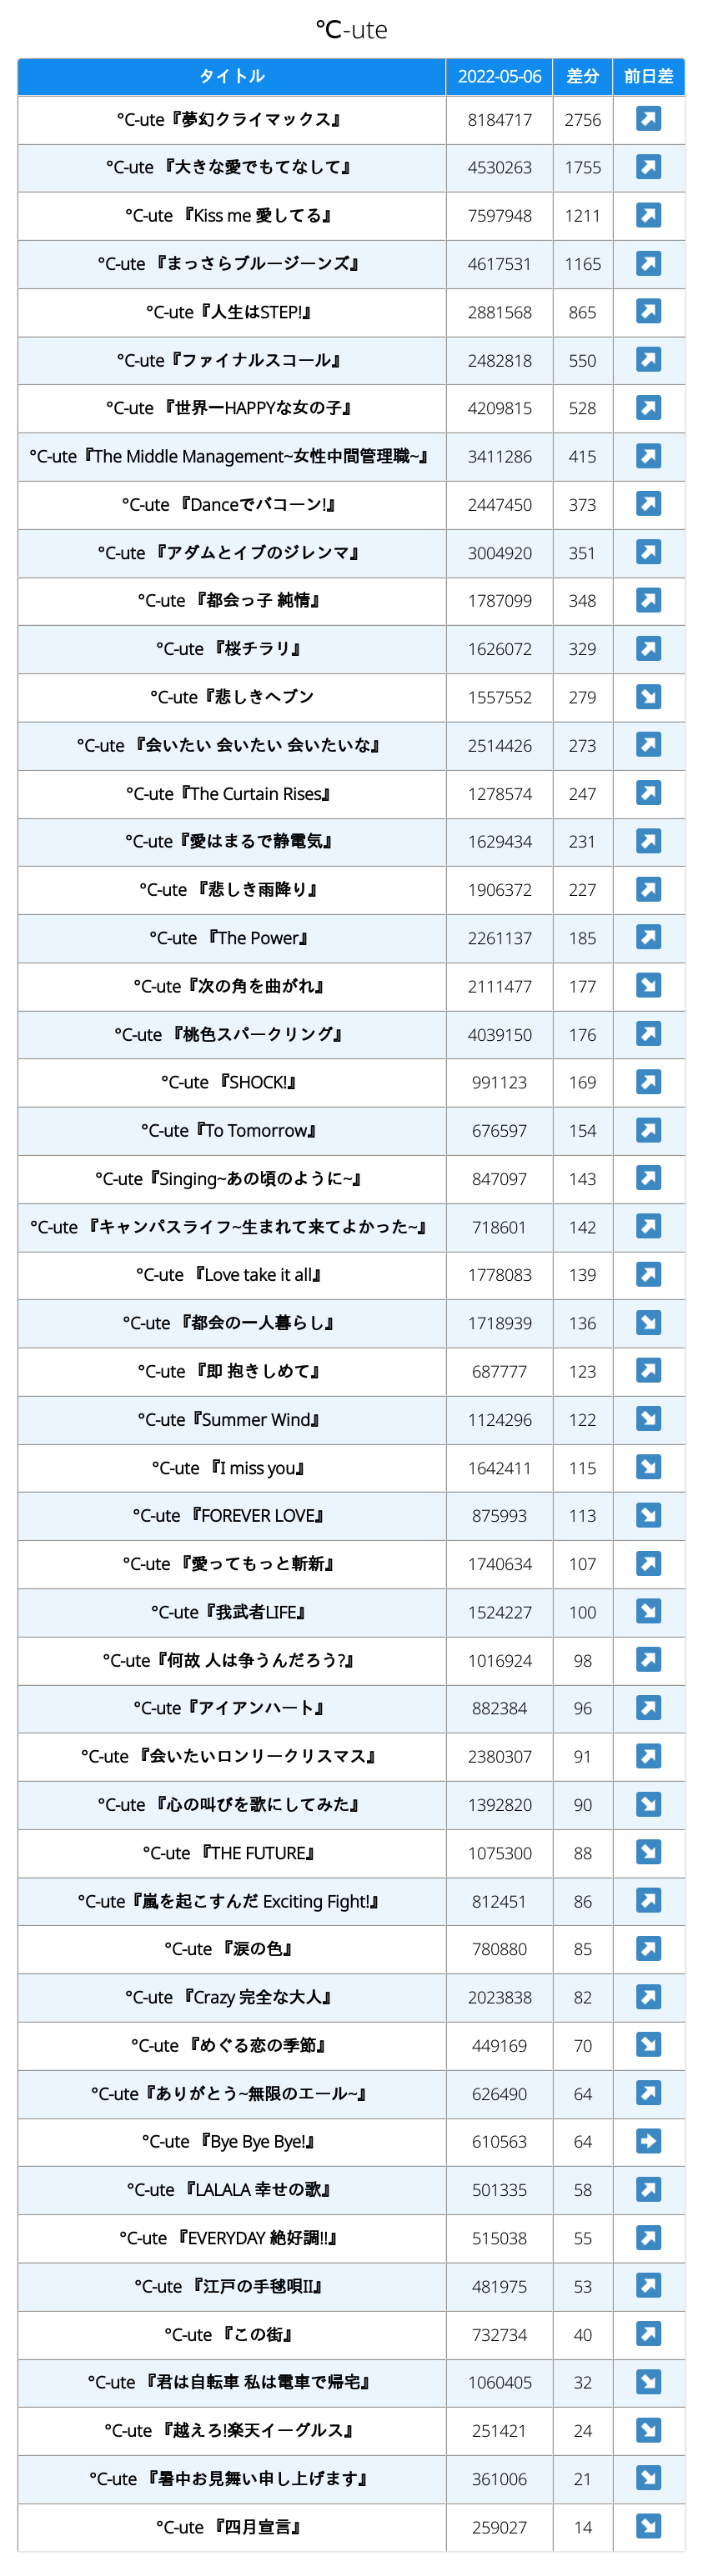 ℃-ute
タイトル 2022-05-06 差分 前日差
°C-ute『夢幻クライマックス』 8184717 2756 ↗
°C-ute 『大きな愛でもてなして』 4530263 1755 ↗
°C-ute 『Kiss me 愛してる』 7597948 1211 ↗
°C-ute 『まっさらブルージーンズ』 4617531 1165 ↗
°C-ute『人生はSTEP!』 2881568 865 ↗
°C-ute『ファイナルスコール』 2482818 550 ↗
°C-ute 『世界一HAPPYな女の子』 4209815 528 ↗
°C-ute『The Middle Management~女性中間管理職~』 3411286 415 ↗
°C-ute 『Danceでバコーン!』 2447450 373 ↗
°C-ute 『アダムとイブのジレンマ』 3004920 351 ↗
°C-ute 『都会っ子 純情』 1787099 348 ↗
°C-ute 『桜チラリ』 1626072 329 ↗
°C-ute『悲しきヘブン 1557552 279 ↘
°C-ute 『会いたい 会いたい 会いたいな』 2514426 273 ↗
°C-ute『The Curtain Rises』 1278574 247 ↗
°C-ute『愛はまるで静電気』 1629434 231 ↗
°C-ute 『悲しき雨降り』 1906372 227 ↗
°C-ute 『The Power』 2261137 185 ↗
°C-ute『次の角を曲がれ』 2111477 177 ↘
°C-ute 『桃色スパークリング』 4039150 176 ↗
°C-ute 『SHOCK!』 991123 169 ↗
°C-ute『To Tomorrow』 676597 154 ↗
°C-ute『Singing~あの頃のように~』 847097 143 ↗
°C-ute 『キャンパスライフ~生まれて来てよかった~』 718601 142 ↗
°C-ute 『Love take it all』 1778083 139 ↗
°C-ute 『都会の一人暮らし』 1718939 136 ↘
°C-ute 『即 抱きしめて』 687777 123 ↗
°C-ute『Summer Wind』 1124296 122 ↘
°C-ute 『I miss you』 1642411 115 ↘
°C-ute 『FOREVER LOVE』 875993 113 ↘
°C-ute 『愛ってもっと斬新』 1740634 107 ↗
°C-ute『我武者LIFE』 1524227 100 ↘
°C-ute『何故 人は争うんだろう?』 1016924 98 ↗
°C-ute『アイアンハート』 882384 96 ↗
°C-ute 『会いたいロンリークリスマス』 2380307 91 ↗
°C-ute 『心の叫びを歌にしてみた』 1392820 90 ↘
°C-ute 『THE FUTURE』 1075300 88 ↘
°C-ute『嵐を起こすんだ Exciting Fight!』 812451 86 ↗
°C-ute 『涙の色』 780880 85 ↗
°C-ute 『Crazy 完全な大人』 2023838 82 ↗
°C-ute 『めぐる恋の季節』 449169 70 ↘
°C-ute『ありがとう~無限のエール~』 626490 64 ↗
°C-ute 『Bye Bye Bye!』 610563 64 →
°C-ute 『LALALA 幸せの歌』 501335 58 ↗
°C-ute 『EVERYDAY 絶好調!!』 515038 55 ↗
°C-ute 『江戸の手毬唄II』 481975 53 ↗
°C-ute 『この街』 732734 40 ↗
°C-ute 『君は自転車 私は電車で帰宅』 1060405 32 ↘
°C-ute 『越えろ!楽天イーグルス』 251421 24 ↘
°C-ute 『暑中お見舞い申し上げます』 361006 21 ↘
°C-ute 『四月宣言』 259027 14 ↘